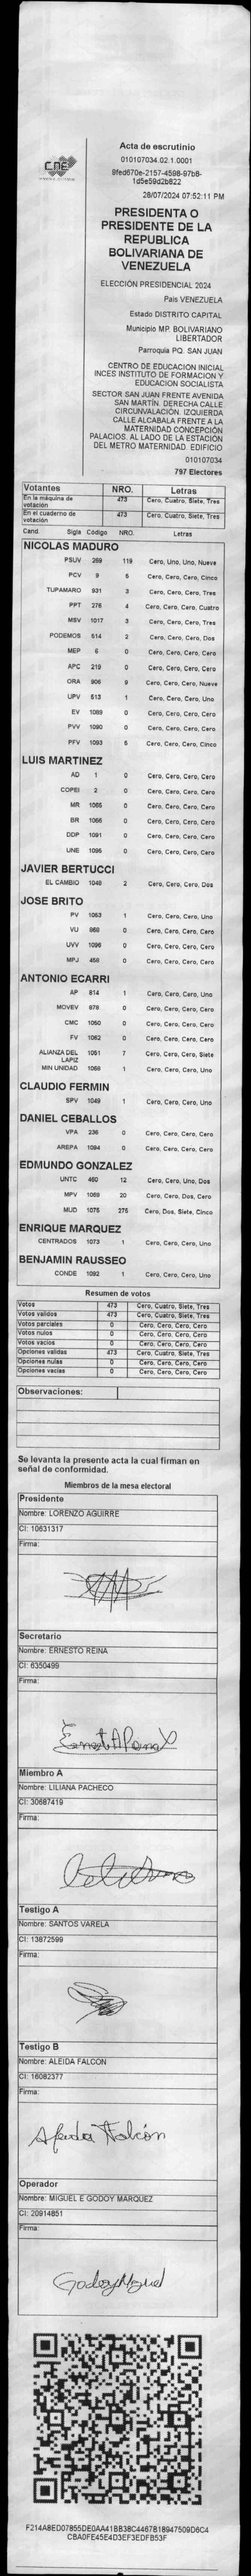 CNE
Acta de escrutinio
010107034.02.1.0001
9fed670e-2157-4598-97b8-
1d5e59d2b822
28/07/2024 07:52:11 PM
PRESIDENTA O
PRESIDENTE DE LA
REPUBLICA
BOLIVARIANA DE
VENEZUELA
ELECCIÓN PRESIDENCIAL 2024
País VENEZUELA
Estado DISTRITO CAPITAL
Municipio MP. BOLIVARIANO
LIBERTADOR
Parroquia PQ. SAN JUAN
CENTRO DE EDUCACION INICIAL
INCES INSTITUTO DE FORMACION Y
EDUCACION SOCIALISTA
SECTOR SAN JUAN FRENTE AVENIDA
SAN MARTÍN. DERECHA CALLE
CIRCUNVALACIÓN. IZQUIERDA
CALLE ALCABALA FRENTE A LA
MATERNIDAD CONCEPCIÓN
PALACIOS. AL LADO DE LA ESTACIÓN
DEL METRO MATERNIDAD. EDIFICIO
010107034
797 Electores
Votantes NRO. Letras
En la máquina de votación 473 Cero, Cuatro, Siete, Tres
En el cuaderno de votación 473 Cero, Cuatro, Siete, Tres
Cand. Sigla Código NRO. Letras
NICOLAS MADURO
PSUV 269 119 Cero, Uno, Uno, Nueve
PCV 9 5 Cero, Cero, Cero, Cinco
TUPAMARO 931 3 Cero, Cero, Cero, Tres
PPT 276 4 Cero, Cero, Cero, Cuatro
MSV 1017 3 Cero, Cero, Cero, Tres
PODEMOS 514 2 Cero, Cero, Cero, Dos
MEP 6 0 Cero, Cero, Cero, Cero
APC 219 0 Cero, Cero, Cero, Cero
ORA 906 9 Cero, Cero, Cero, Nueve
UPV 513 1 Cero, Cero, Cero, Uno
EV 1089 0 Cero, Cero, Cero, Cero
PVV 1090 0 Cero, Cero, Cero, Cero
PFV 1093 5 Cero, Cero, Cero, Cinco
LUIS MARTINEZ
AD 1 0 Cero, Cero, Cero, Cero
COPEI 2 0 Cero, Cero, Cero, Cero
MR 1065 0 Cero, Cero, Cero, Cero
BR 1066 0 Cero, Cero, Cero, Cero
DDP 1091 0 Cero, Cero, Cero, Cero
UNE 1095 0 Cero, Cero, Cero, Cero
JAVIER BERTUCCI
EL CAMBIO 1048 2 Cero, Cero, Cero, Dos
JOSE BRITO
PV 1053 1 Cero, Cero, Cero, Uno
VU 968 0 Cero, Cero, Cero, Cero
UVV 1096 0 Cero, Cero, Cero, Cero
MPJ 458 0 Cero, Cero, Cero, Cero
ANTONIO ECARRI
AP 814 1 Cero, Cero, Cero, Uno
MOVEV 978 0 Cero, Cero, Cero, Cero
CMC 1050 0 Cero, Cero, Cero, Cero
FV 1062 0 Cero, Cero, Cero, Cero
ALIANZA DEL LAPIZ 1051 7 Cero, Cero, Cero, Siete
MIN UNIDAD 1068 1 Cero, Cero, Cero, Uno
CLAUDIO FERMIN
SPV 1049 1 Cero, Cero, Cero, Uno
DANIEL CEBALLOS
VPA 236 0 Cero, Cero, Cero, Cero
AREPA 1094 0 Cero, Cero, Cero, Cero
EDMUNDO GONZALEZ
UNTC 460 12 Cero, Cero, Uno, Dos
MPV 1069 20 Cero, Cero, Dos, Cero
MUD 1075 275 Cero, Dos, Siete, Cinco
ENRIQUE MARQUEZ
CENTRADOS 1073 1 Cero, Cero, Cero, Uno
BENJAMIN RAUSSEO
CONDE 1092 1 Cero, Cero, Cero, Uno
Resumen de votos
Votos 473 Cero, Cuatro, Siete, Tres
Votos validos 473 Cero, Cuatro, Siete, Tres
Votos parciales 0 Cero, Cero, Cero, Cero
Votos nulos 0 Cero, Cero, Cero, Cero
Votos vacios 0 Cero, Cero, Cero, Cero
Opciones validas 473 Cero, Cuatro, Siete, Tres
Opciones nulas 0 Cero, Cero, Cero, Cero
Opciones vacias 0 Cero, Cero, Cero, Cero
Observaciones:
Se levanta la presente acta la cual firman en
señal de conformidad.
Miembros de la mesa electoral
Presidente
Nombre: LORENZO AGUIRRE
CI: 10631317
Firma:
Secretario
Nombre: ERNESTO REINA
CI: 6350499
Firma:
Miembro A
Nombre: LILIANA PACHECO
CI: 30687419
Firma:
Testigo A
Nombre: SANTOS VARELA
CI: 13872599
Firma:
Testigo B
Nombre: ALEIDA FALCON
CI: 16082377
Firma:
Aleida Falcón
Operador
Nombre: MIGUEL E GODOY MARQUEZ
CI: 20914851
Firma:
Godoy Miguel
F214A8ED07855DE0AA41BB38C4467B18947509D6C4
CBA0FE45E4D3EF3EDFB53F